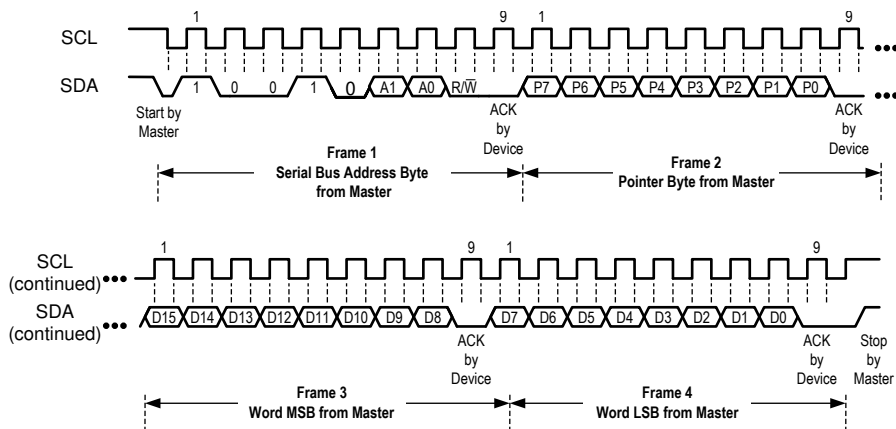 1 9 1 9
SCL
SDA
1 0 0 1 0 A1 A0 R/W̅ P7 P6 P5 P4 P3 P2 P1 P0
Start by
Master
ACK
by
Device
ACK
by
Device
Frame 1
Serial Bus Address Byte
from Master
Frame 2
Pointer Byte from Master
1 9 1 9
SCL
(continued)
SDA
(continued)
D15 D14 D13 D12 D11 D10 D9 D8 D7 D6 D5 D4 D3 D2 D1 D0
ACK
by
Device
ACK
by
Device
Stop
by
Master
Frame 3
Word MSB from Master
Frame 4
Word LSB from Master